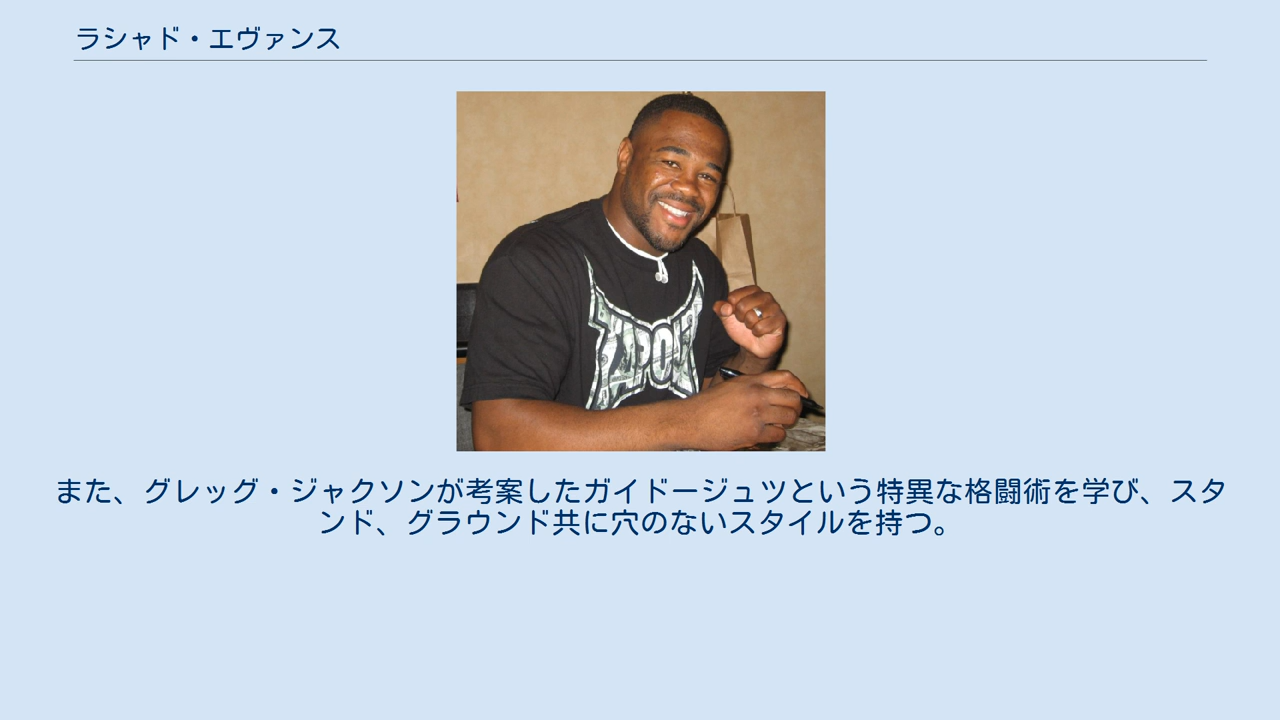 ラシャド・エヴァンス
TAPOUT
また、グレッグ・ジャクソンが考案したガイドージュツという特異な格闘術を学び、スタ
ンド、グラウンド共に穴のないスタイルを持つ。